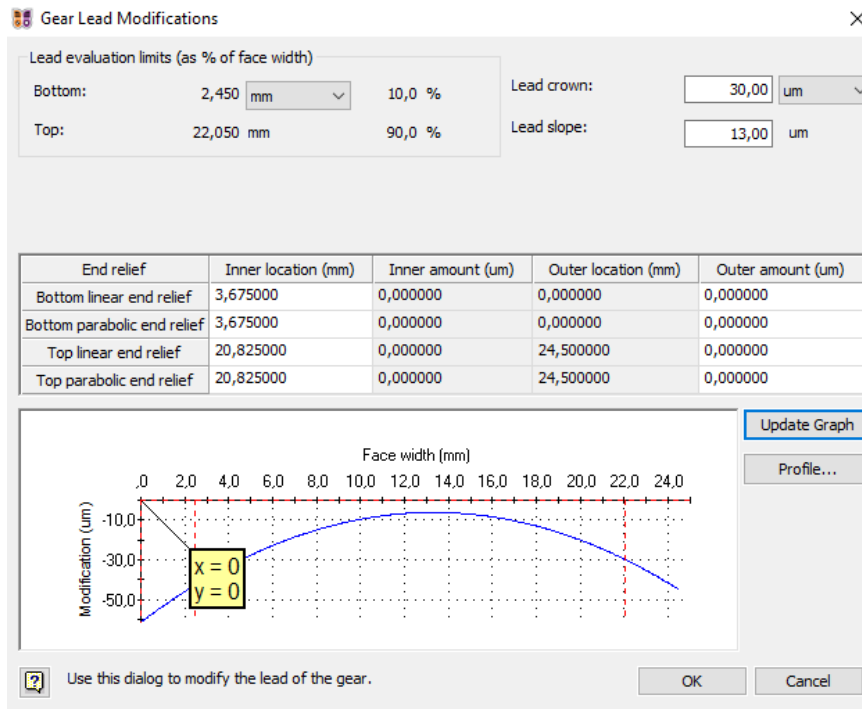 Gear Lead Modifications
Lead evaluation limits (as % of face width)
Bottom: 2,450 mm 10,0 %
Top: 22,050 mm 90,0 %
Lead crown: 30,00 um
Lead slope: 13,00 um
End relief Inner location (mm) Inner amount (um) Outer location (mm) Outer amount (um)
Bottom linear end relief 3,675000 0,000000 0,000000 0,000000
Bottom parabolic end relief 3,675000 0,000000 0,000000 0,000000
Top linear end relief 20,825000 0,000000 24,500000 0,000000
Top parabolic end relief 20,825000 0,000000 24,500000 0,000000
Update Graph
Profile...
Face width (mm)
,0 2,0 4,0 6,0 8,0 10,0 12,0 14,0 16,0 18,0 20,0 22,0 24,0
Modification (um)
-10,0
-30,0
-50,0
x = 0
y = 0
Use this dialog to modify the lead of the gear.
OK
Cancel